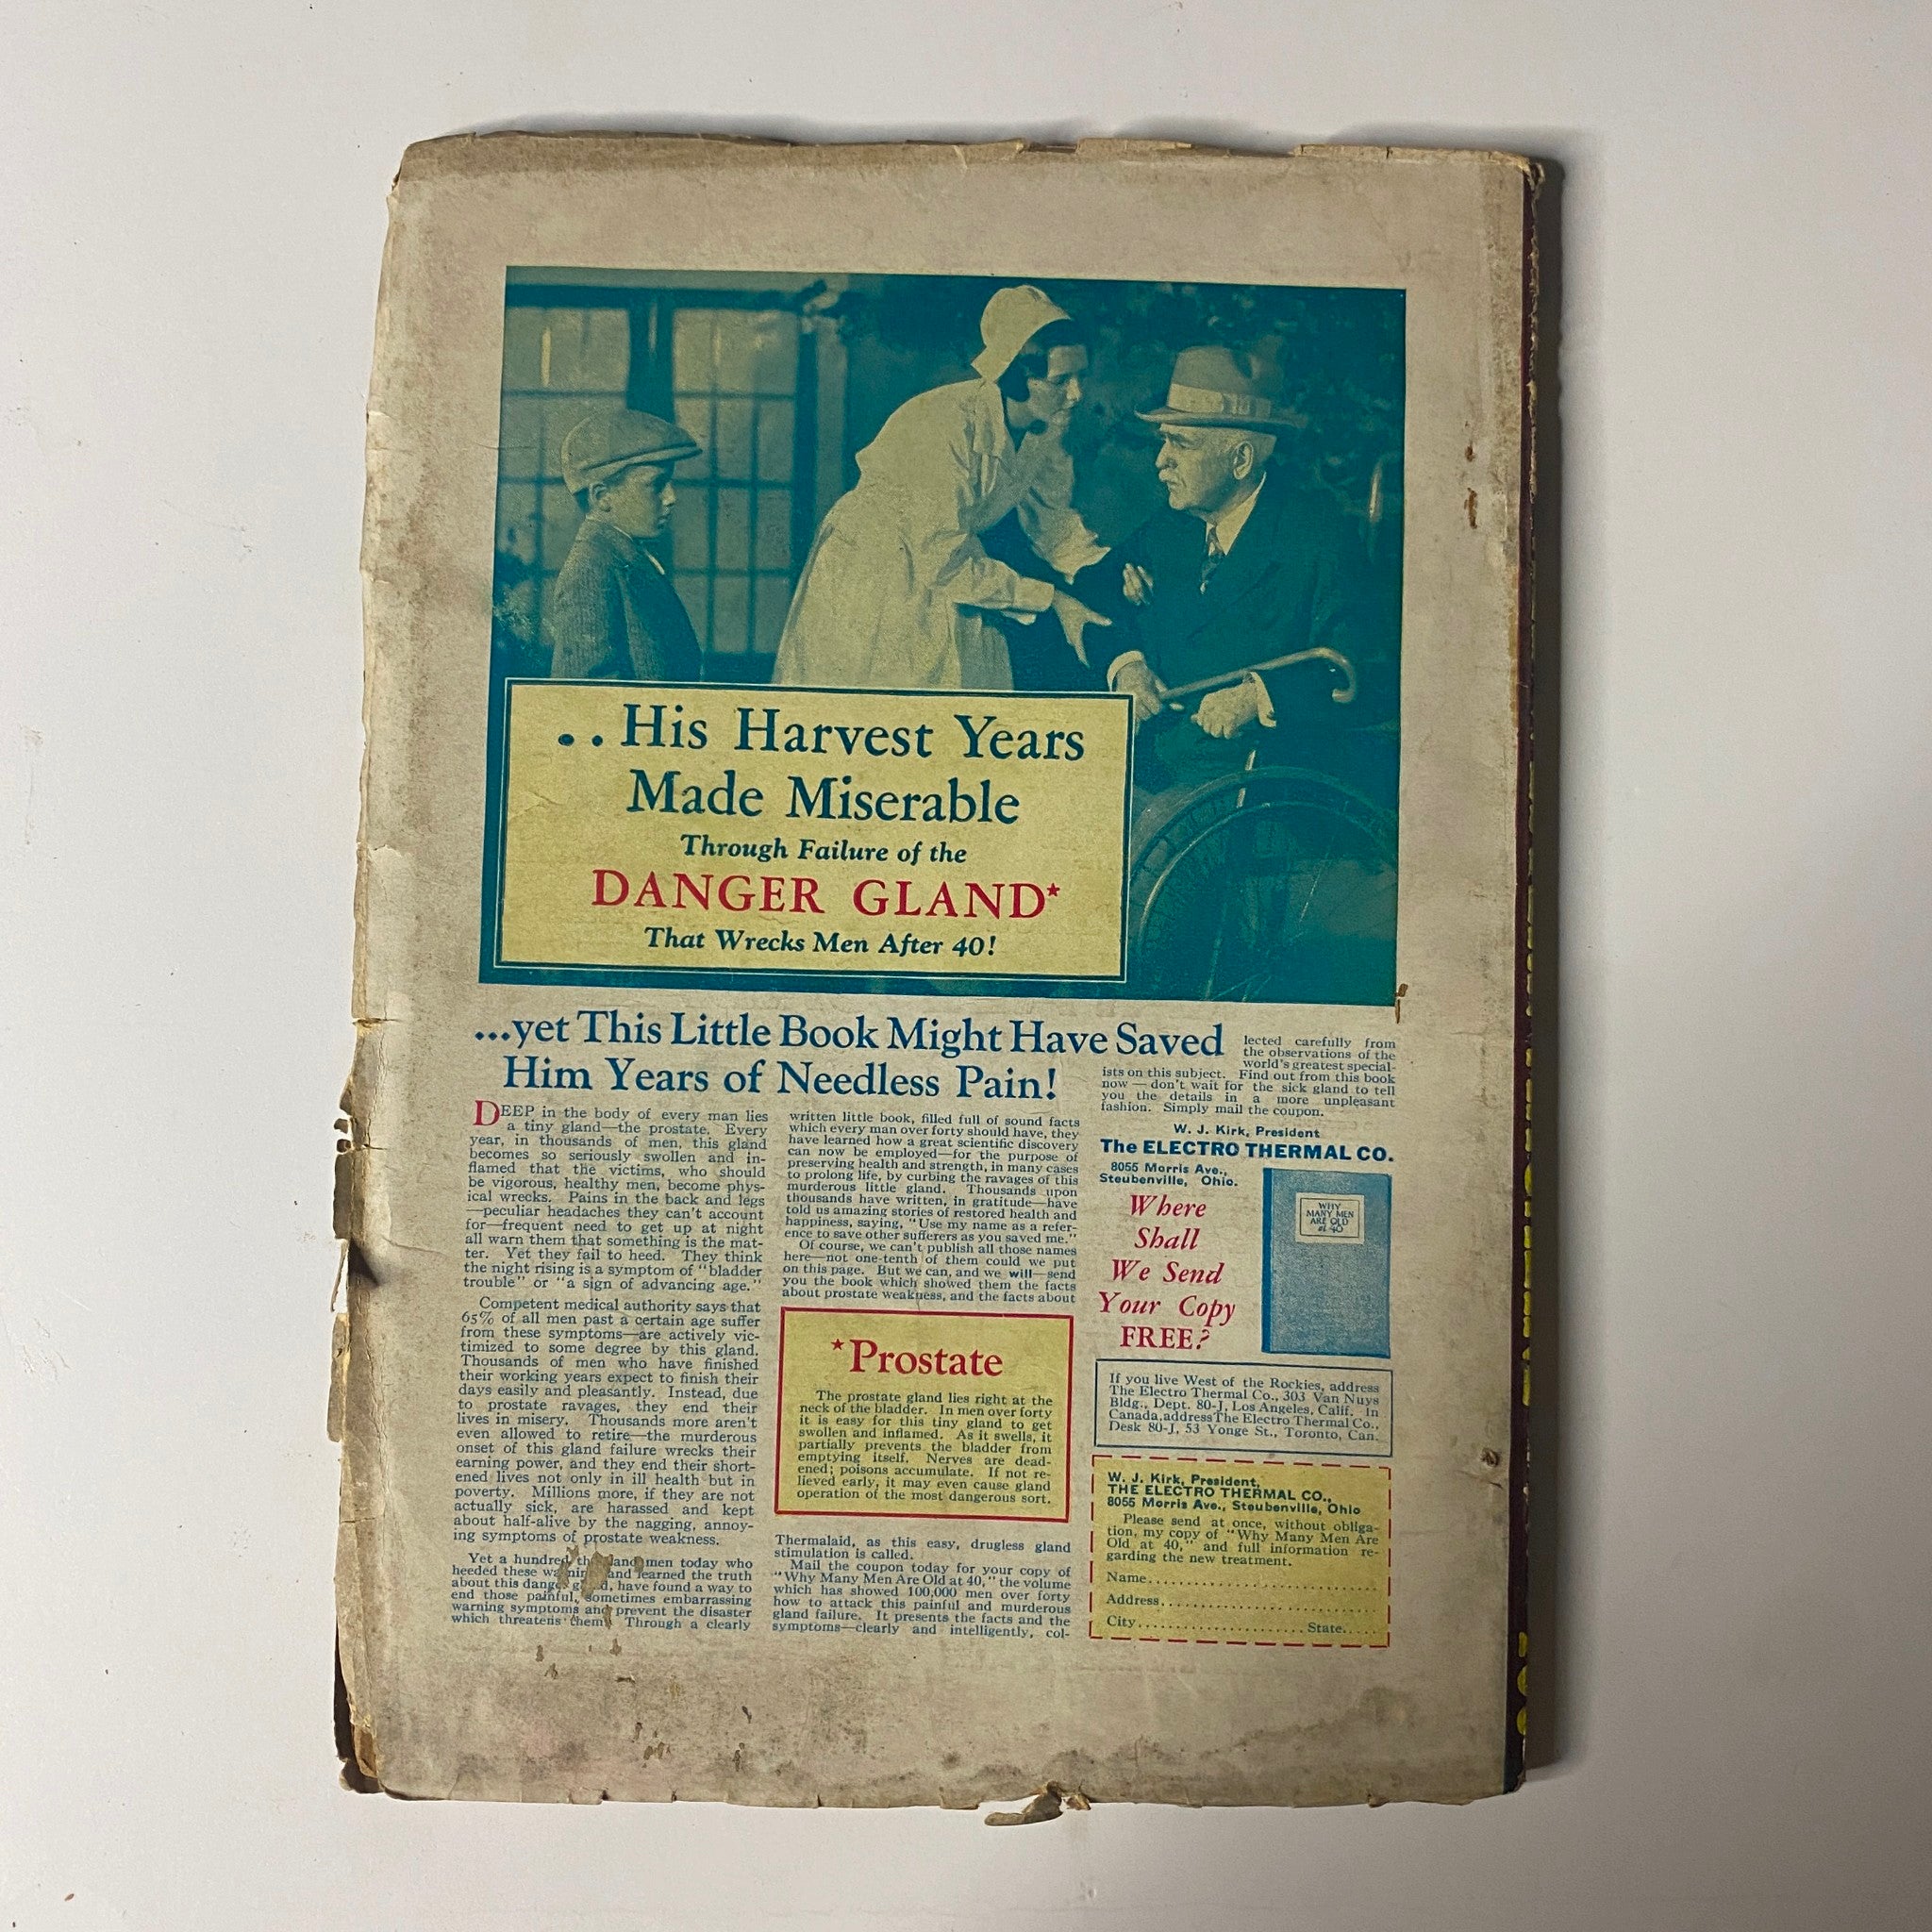 ..His Harvest Years
Made Miserable
Through Failure of the
DANGER GLAND*
That Wrecks Men After 40!
...yet This Little Book Might Have Saved
Him Years of Needless Pain!
DEEP in the body of every man lies
a tiny gland—the prostate. Every
year, in thousands of men, this gland
becomes so seriously swollen and in-
flamed that the victims, who should
be vigorous, healthy men, become phys-
ical wrecks. Pains in the back and legs
—peculiar headaches they can't account
for—frequent need to get up at night
all warn them that something is the mat-
ter. Yet they fail to heed. They think
the night rising is a symptom of "bladder
trouble" or "a sign of advancing age."
Competent medical authority says that
65% of all men past a certain age suffer
from these symptoms—are actively vic-
timized to some degree by this gland.
Thousands of men who have finished
their working years expect to finish their
days easily and pleasantly. Instead, due
to prostate ravages, they end their
lives in misery. Thousands more aren't
even allowed to retire—the murderous
onset of this gland failure wrecks their
earning power, and they end their short-
ened lives not only in ill health but in
poverty. Millions more, if they are not
actually sick, are harassed and kept
about half-alive by the nagging, annoy-
ing symptoms of prostate weakness.
Yet a hundred men today who
heeded these and learned the truth
about this danger have found a way to
end those painful, sometimes embarrassing
warning symptoms and prevent the disaster
which threatens them! Through a clearly
written little book, filled full of sound facts
which every man over forty should have, they
have learned how a great scientific discovery
can now be employed—for the purpose of
preserving health and strength, in many cases
to prolong life, by curbing the ravages of this
murderous little gland. Thousands upon
thousands have written, in gratitude—have
told us amazing stories of restored health and
happiness, saying, "Use my name as a refer-
ence to save other sufferers as you saved me."
Of course, we can't publish all those names
here—not one-tenth of them could we put
on this page. But we can, and we will—send
you the book which showed them the facts
about prostate weakness, and the facts about
*Prostate
The prostate gland lies right at the
neck of the bladder. In men over forty
it is easy for this tiny gland to get
swollen and inflamed. As it swells, it
partially prevents the bladder from
emptying itself. Nerves are dead-
ened; poisons accumulate. If not re-
lieved early, it may even cause gland
operation of the most dangerous sort.
Thermalaid, as this easy, drugless gland
stimulation is called.
Mail the coupon today for your copy of
"Why Many Men Are Old at 40," the volume
which has showed 100,000 men over forty
how to attack this painful and murderous
gland failure. It presents the facts and the
symptoms—clearly and intelligently, col-
lected carefully from
the observations of the
world's greatest special-
ists on this subject. Find out from this book
now—don't wait for the sick gland to tell
you the details in a more unpleasant
fashion. Simply mail the coupon.
W. J. Kirk, President
The ELECTRO THERMAL CO.
8055 Morris Ave.,
Steubenville, Ohio.
Where
Shall
We Send
Your Copy
FREE?
WHY
MANY MEN
ARE OLD
at 40
If you live West of the Rockies, address
The Electro Thermal Co., 303 Van Nuys
Bldg., Dept. 80-J, Los Angeles, Calif. In
Canada, address The Electro Thermal Co.,
Desk 80-J, 53 Yonge St., Toronto, Can.
W. J. Kirk, President,
THE ELECTRO THERMAL CO.,
8055 Morris Ave., Steubenville, Ohio
Please send at once, without obliga-
tion, my copy of "Why Many Men Are
Old at 40," and full information re-
garding the new treatment.
Name
Address
City State